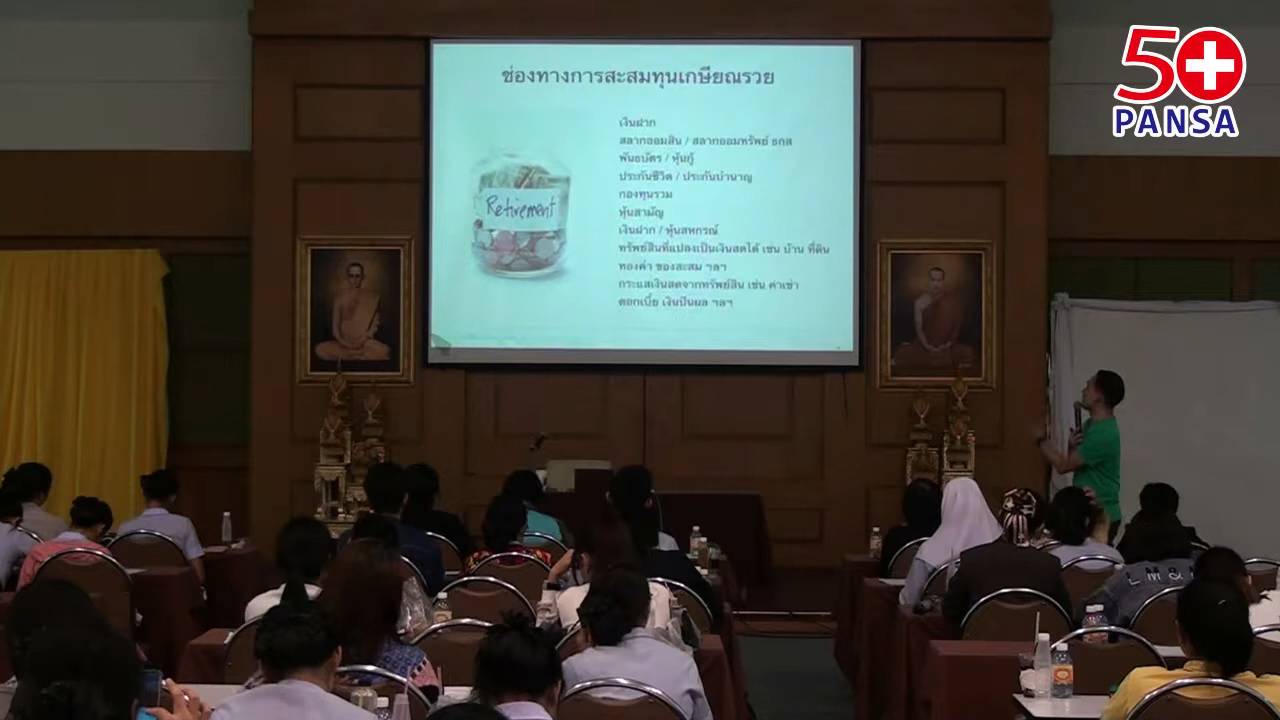 ช่องทางการสะสมทุนเกษียณรวย
เงินฝาก
สลากออมสิน / สลากออมทรัพย์ ธกส
พันธบัตร / หุ้นกู้
ประกันชีวิต / ประกันบำนาญ
กองทุนรวม
หุ้นสามัญ
เงินฝาก / หุ้นสหกรณ์
ทรัพย์สินที่แปลงเป็นเงินสดได้ เช่น บ้าน ที่ดิน
ทองคำ ของสะสม ฯลฯ
กระแสเงินสดจากทรัพย์สิน เช่น ค่าเช่า
ดอกเบี้ย เงินปันผล ฯลฯ
Retirement
50
PANSA